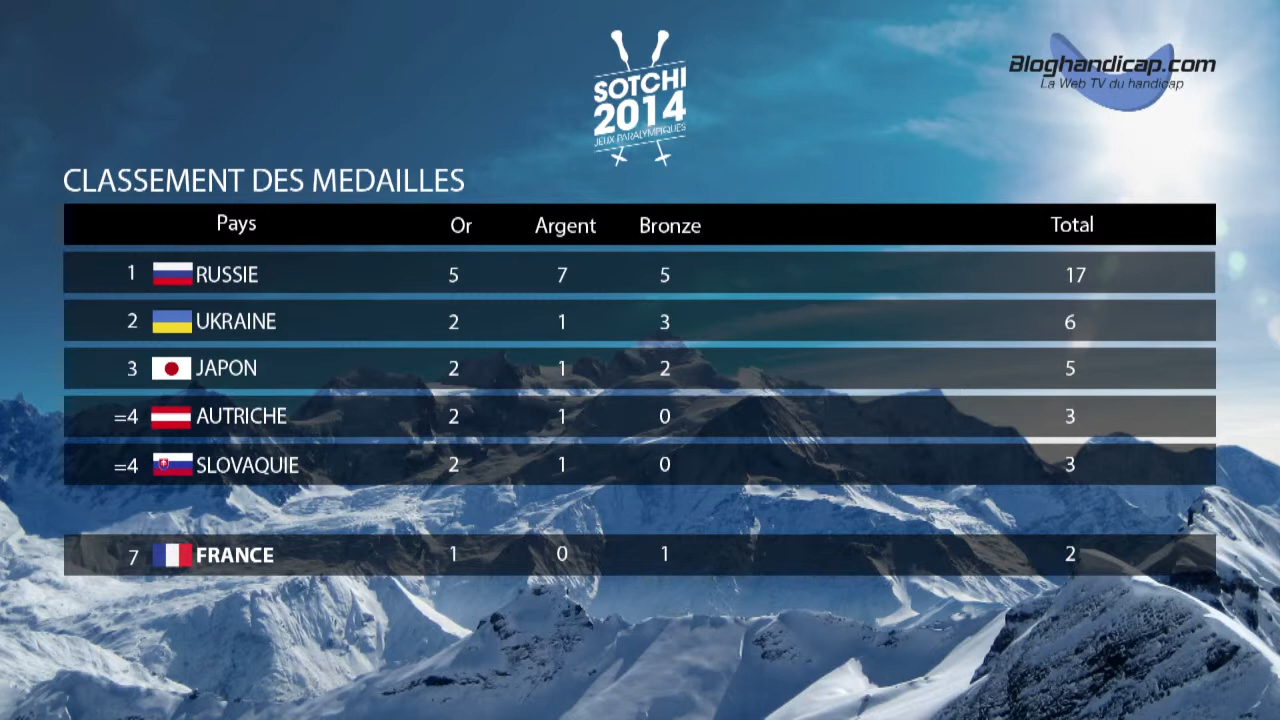 SOTCHI
2014
JEUX PARALYMPIQUES
Bloghandicap.com
La Web TV du handicap
CLASSEMENT DES MEDAILLES
Pays Or Argent Bronze Total
1 RUSSIE 5 7 5 17
2 UKRAINE 2 1 3 6
3 JAPON 2 1 2 5
=4 AUTRICHE 2 1 0 3
=4 SLOVAQUIE 2 1 0 3
7 FRANCE 1 0 1 2